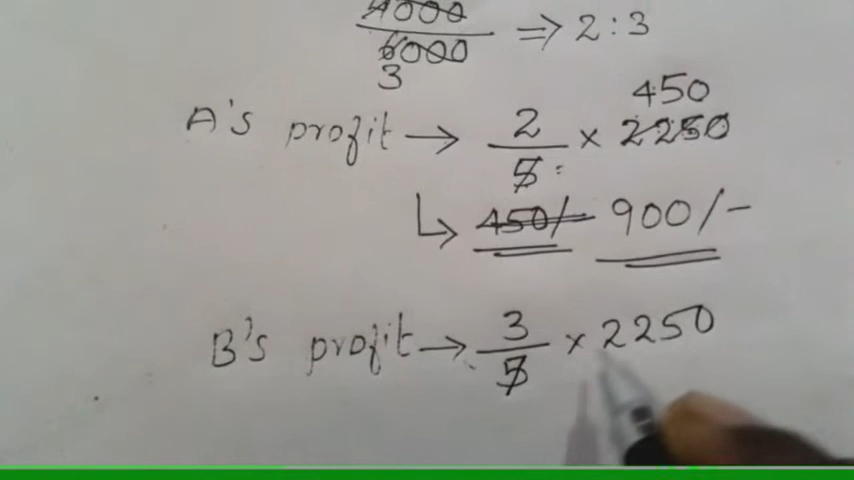 4000
6000 ⇒ 2 : 3
3
450
A's profit → 2/5 × 2250
↳ 450/- 900/-
B's profit → 3/5 × 2250